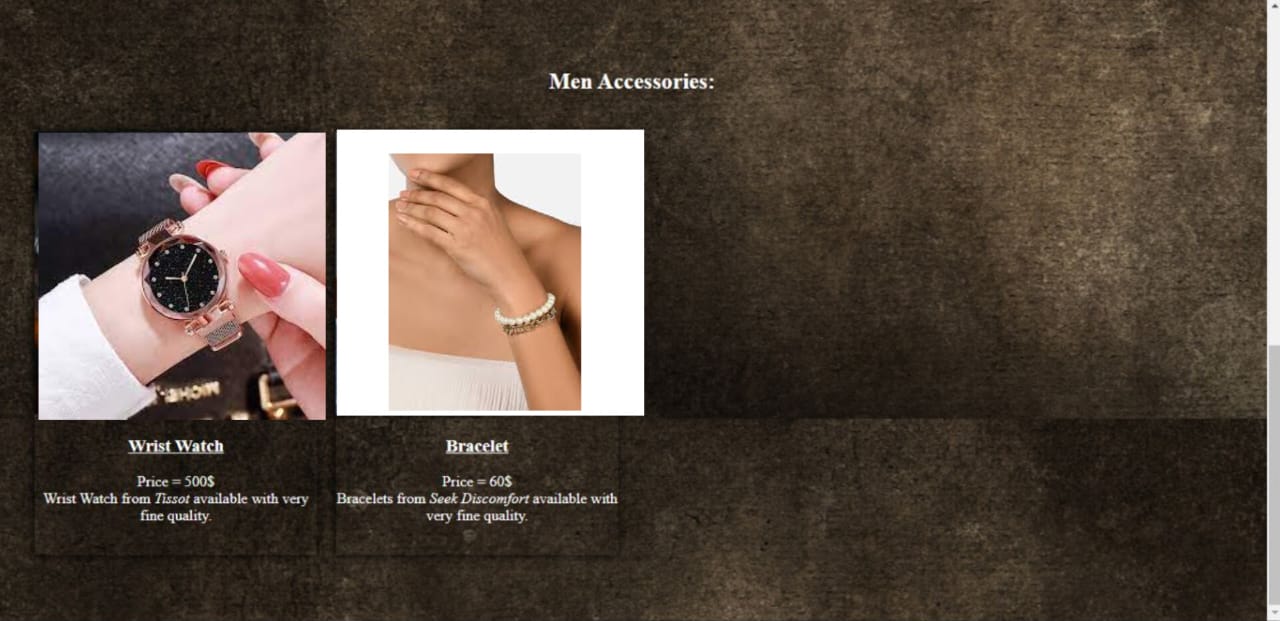 Men Accessories:
Wrist Watch
Price = 500$
Wrist Watch from Tissot available with very
fine quality.
Bracelet
Price = 60$
Bracelets from Seek Discomfort available with
very fine quality.